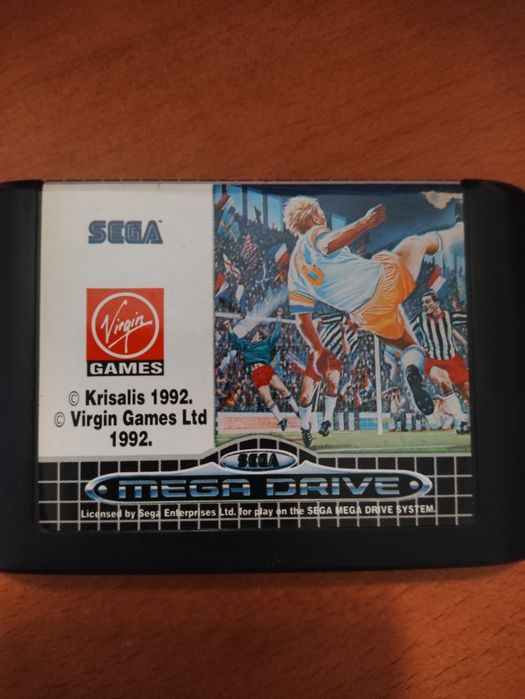 SEGA™
Virgin
GAMES
© Krisalis 1992.
© Virgin Games Ltd
1992.
SEGA
MEGA DRIVE
Licensed by Sega Enterprises Ltd. for play on the SEGA MEGA DRIVE SYSTEM.